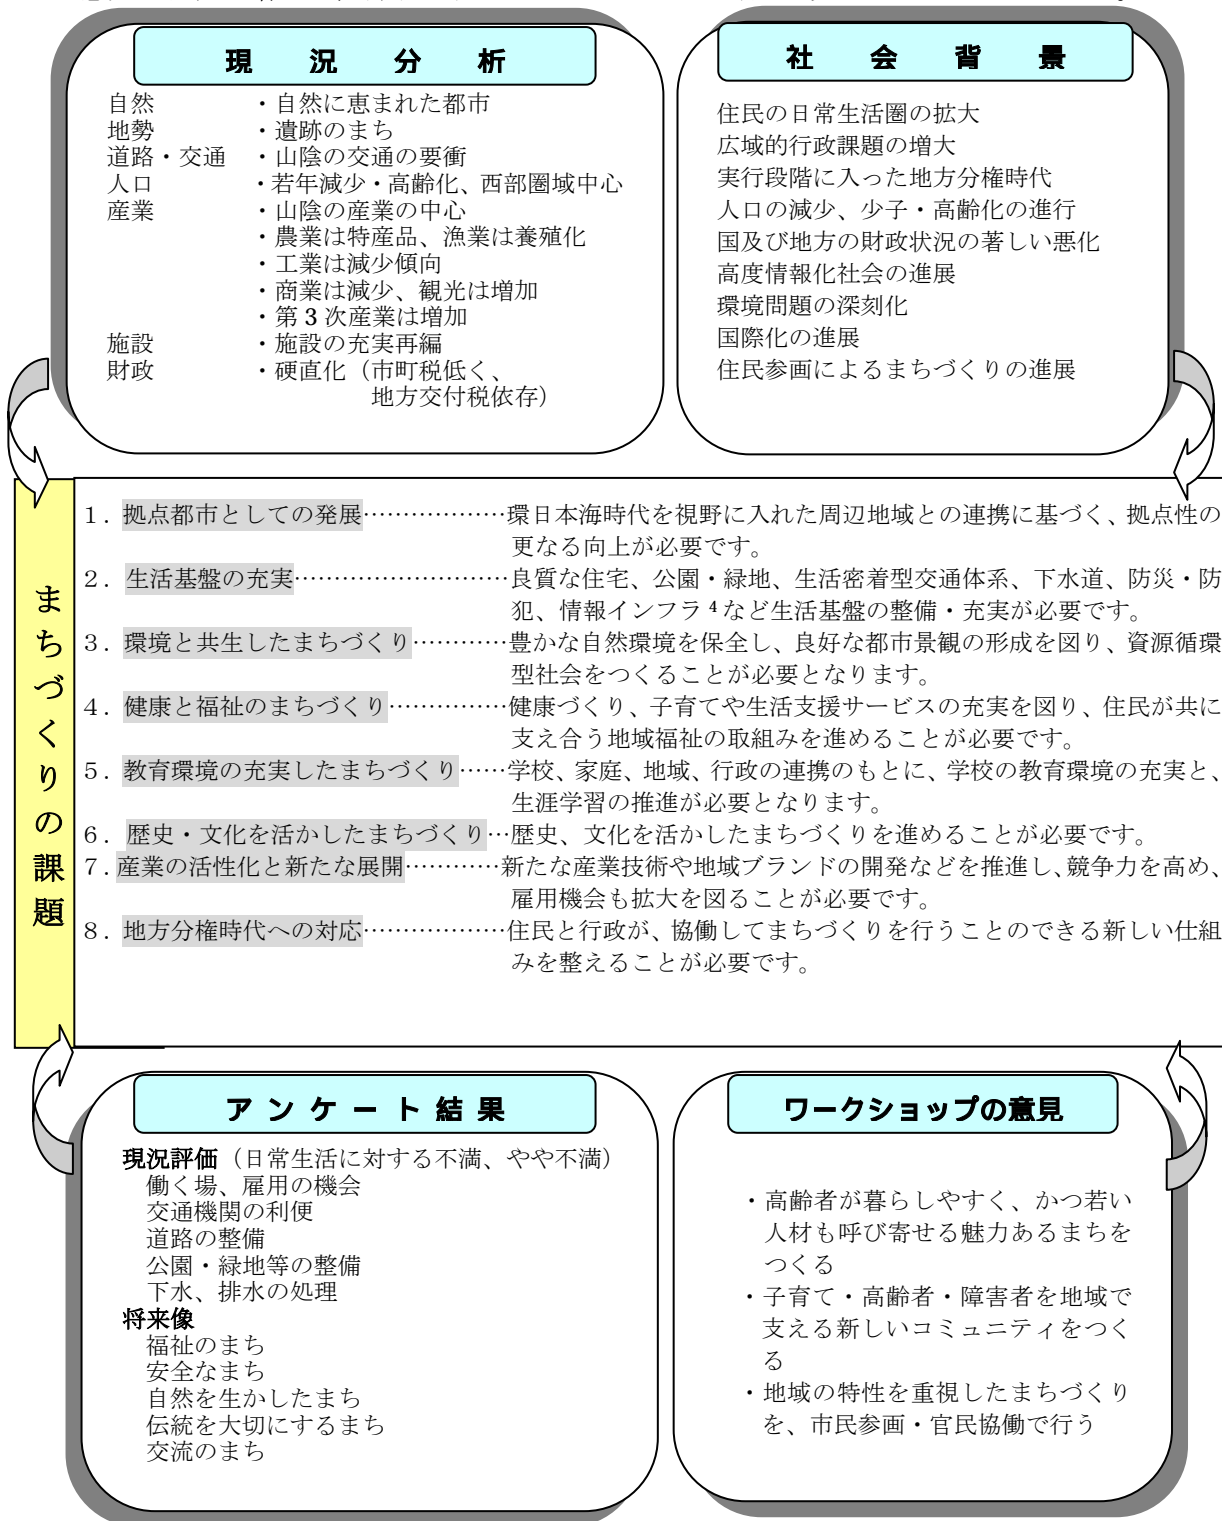 現況分析
自然 ・自然に恵まれた都市
地勢 ・遺跡のまち
道路・交通 ・山陰の交通の要衝
人口 ・若年減少・高齢化、西部圏域中心
産業 ・山陰の産業の中心
・農業は特産品、漁業は養殖化
・工業は減少傾向
・商業は減少、観光は増加
・第3次産業は増加
施設 ・施設の充実再編
財政 ・硬直化（市町税低く、
地方交付税依存）
社会背景
住民の日常生活圏の拡大
広域的行政課題の増大
実行段階に入った地方分権時代
人口の減少、少子・高齢化の進行
国及び地方の財政状況の著しい悪化
高度情報化社会の進展
環境問題の深刻化
国際化の進展
住民参画によるまちづくりの進展
まちづくりの課題
１．拠点都市としての発展………………環日本海時代を視野に入れた周辺地域との連携に基づく、拠点性の
更なる向上が必要です。
２．生活基盤の充実………………………良質な住宅、公園・緑地、生活密着型交通体系、下水道、防災・防
犯、情報インフラ4など生活基盤の整備・充実が必要です。
３．環境と共生したまちづくり…………豊かな自然環境を保全し、良好な都市景観の形成を図り、資源循環
型社会をつくることが必要となります。
４．健康と福祉のまちづくり……………健康づくり、子育てや生活支援サービスの充実を図り、住民が共に
支え合う地域福祉の取組みを進めることが必要です。
５．教育環境の充実したまちづくり……学校、家庭、地域、行政の連携のもとに、学校の教育環境の充実と、
生涯学習の推進が必要となります。
６．歴史・文化を活かしたまちづくり…歴史、文化を活かしたまちづくりを進めることが必要です。
７．産業の活性化と新たな展開…………新たな産業技術や地域ブランドの開発などを推進し、競争力を高め、
雇用機会も拡大を図ることが必要です。
８．地方分権時代への対応………………住民と行政が、協働してまちづくりを行うことのできる新しい仕組
みを整えることが必要です。
アンケート結果
現況評価（日常生活に対する不満、やや不満）
働く場、雇用の機会
交通機関の利便
道路の整備
公園・緑地等の整備
下水、排水の処理
将来像
福祉のまち
安全なまち
自然を生かしたまち
伝統を大切にするまち
交流のまち
ワークショップの意見
・高齢者が暮らしやすく、かつ若い
人材も呼び寄せる魅力あるまちを
つくる
・子育て・高齢者・障害者を地域で
支える新しいコミュニティをつく
る
・地域の特性を重視したまちづくり
を、市民参画・官民協働で行う